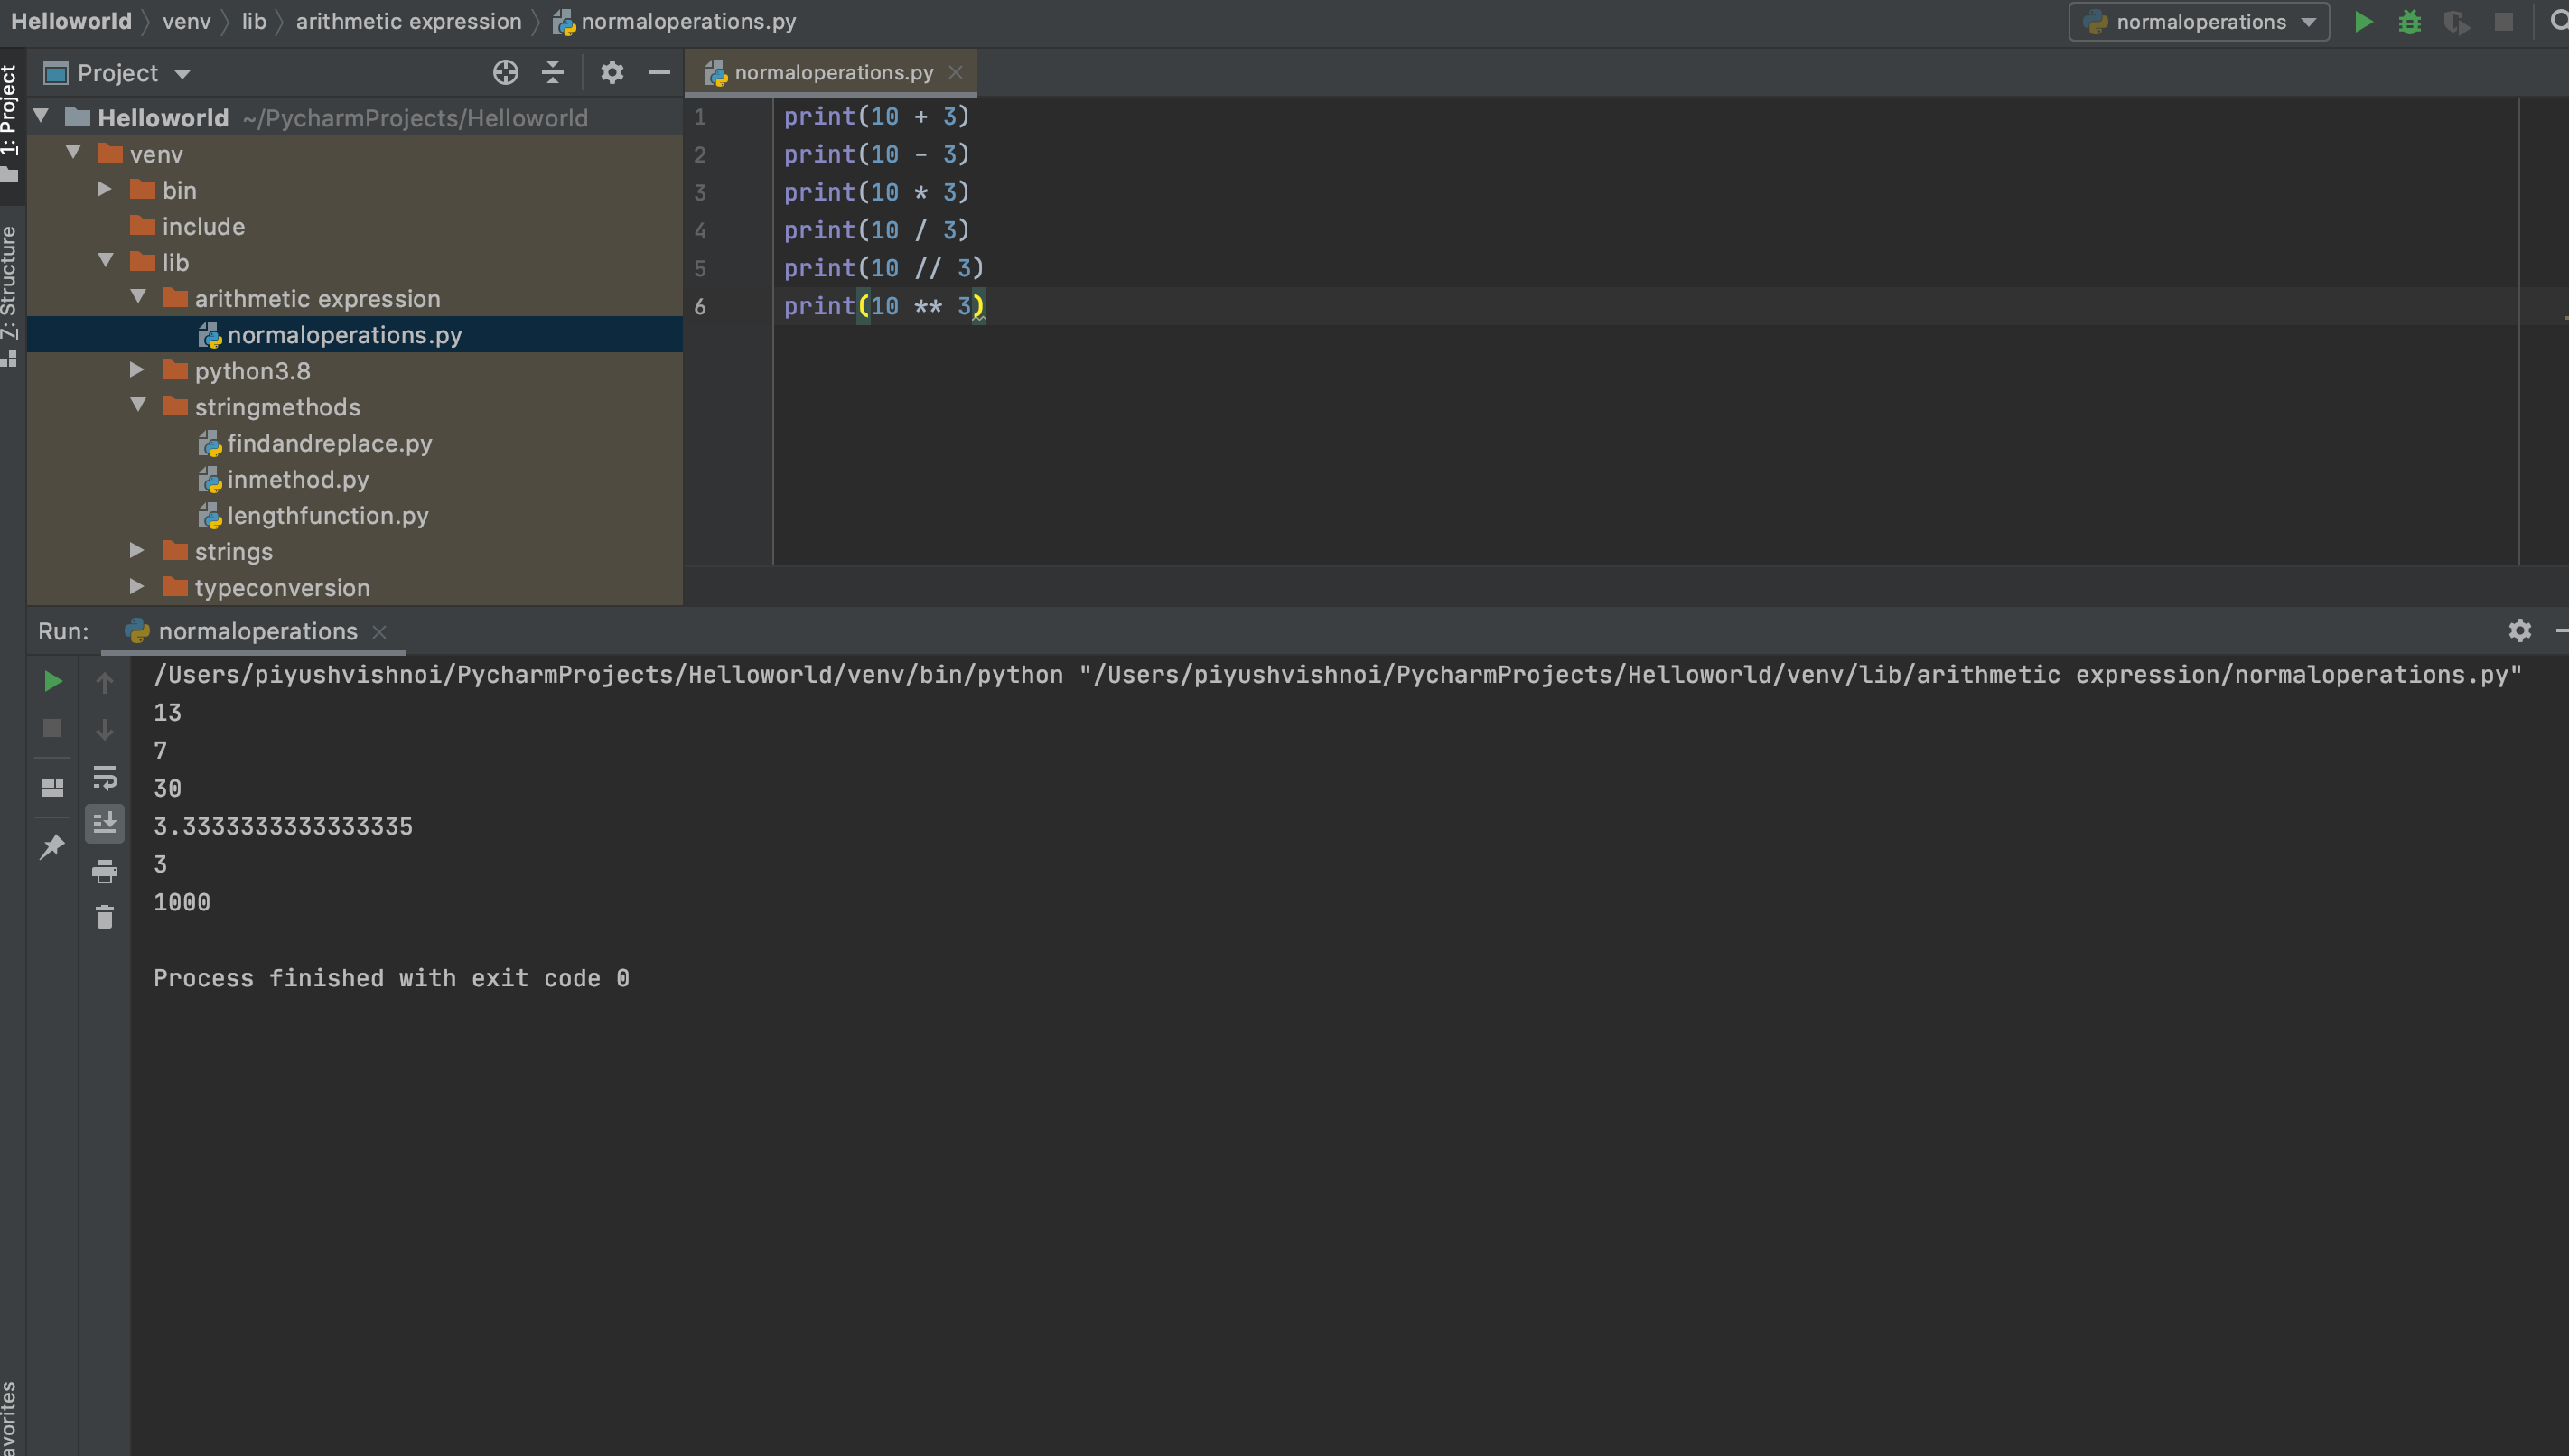 Helloworld venv lib arithmetic expression normaloperations.py
normaloperations
1: Project
7: Structure
Project
Helloworld ~/PycharmProjects/Helloworld
venv
bin
include
lib
arithmetic expression
normaloperations.py
python3.8
stringmethods
findandreplace.py
inmethod.py
lengthfunction.py
strings
typeconversion
normaloperations.py
1 print(10 + 3)
2 print(10 - 3)
3 print(10 * 3)
4 print(10 / 3)
5 print(10 // 3)
6 print(10 ** 3)
Run: normaloperations
/Users/piyushvishnoi/PycharmProjects/Helloworld/venv/bin/python "/Users/piyushvishnoi/PycharmProjects/Helloworld/venv/lib/arithmetic expression/normaloperations.py"
13
7
30
3.3333333333333335
3
1000
Process finished with exit code 0